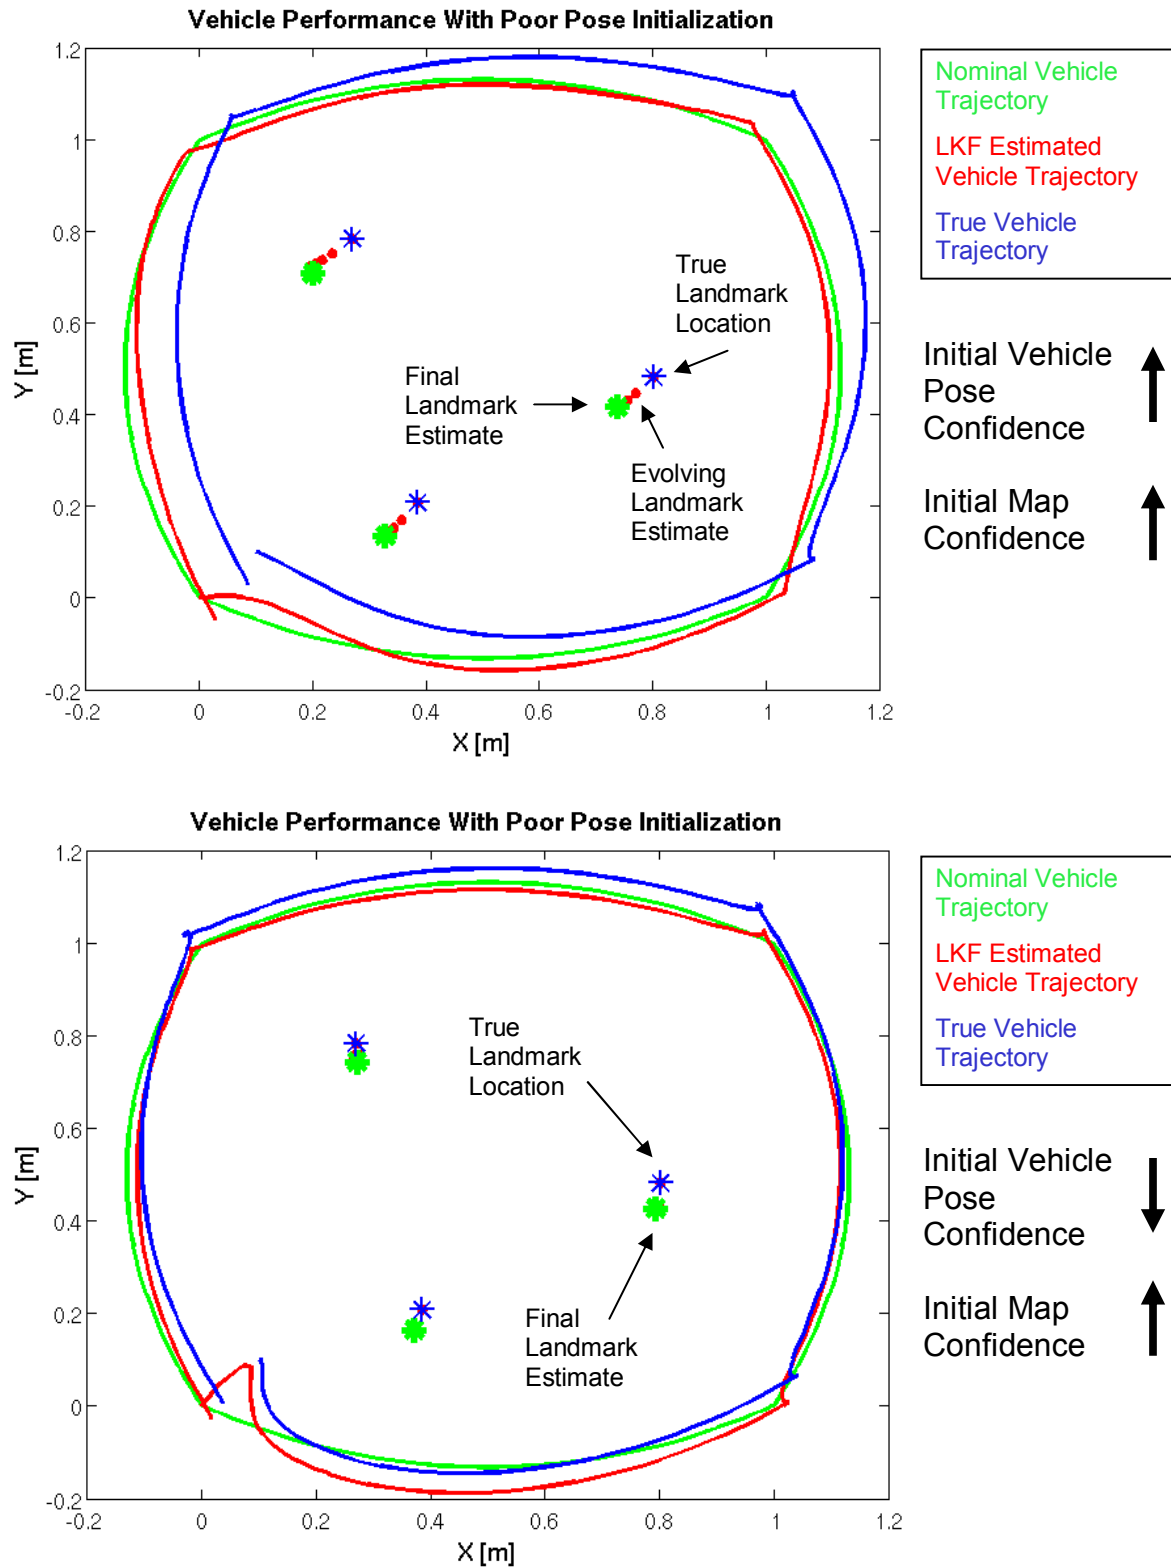 Vehicle Performance With Poor Pose Initialization
1.2
1
0.8
0.6
0.4
0.2
0
-0.2
Y [m]
-0.2
0
0.2
0.4
0.6
0.8
1
1.2
X [m]
True
Landmark
Location
Final
Landmark
Estimate
Evolving
Landmark
Estimate
Nominal Vehicle
Trajectory
LKF Estimated
Vehicle Trajectory
True Vehicle
Trajectory
Initial Vehicle
Pose
Confidence
Initial Map
Confidence
Vehicle Performance With Poor Pose Initialization
1.2
1
0.8
0.6
0.4
0.2
0
-0.2
Y [m]
-0.2
0
0.2
0.4
0.6
0.8
1
1.2
X [m]
True
Landmark
Location
Final
Landmark
Estimate
Nominal Vehicle
Trajectory
LKF Estimated
Vehicle Trajectory
True Vehicle
Trajectory
Initial Vehicle
Pose
Confidence
Initial Map
Confidence